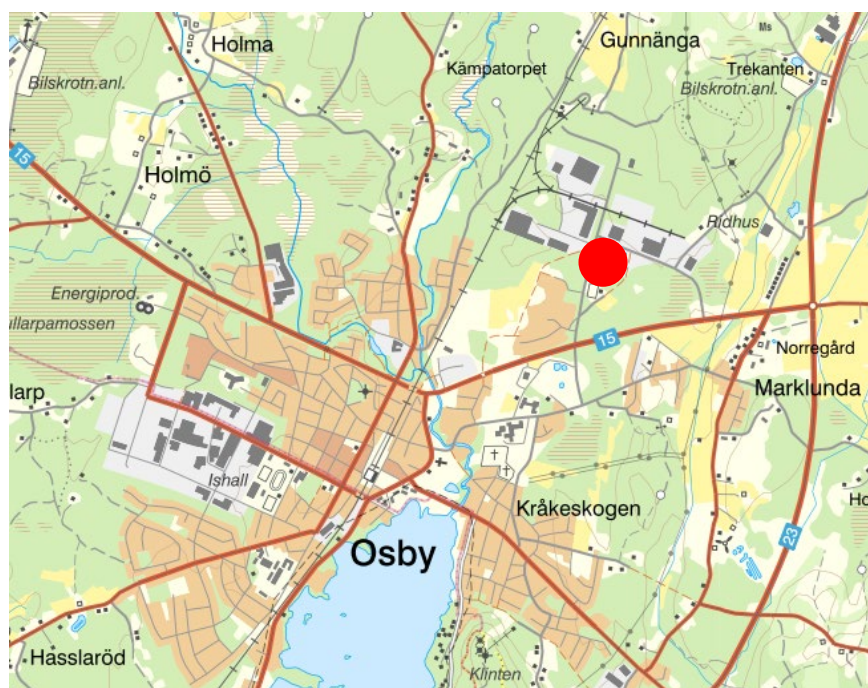 Holma
Gunnänga
Ms
Kämpatorpet
Trekanten
Bilskrotn.anl.
Bilskrotn.anl.
15
Holmö
Ridhus
Energiprod.
ullarpamossen
15
Norregård
larp
Marklunda
Ishall
Kråkeskogen
Ho
Osby
23
Hasslaröd
Klinten